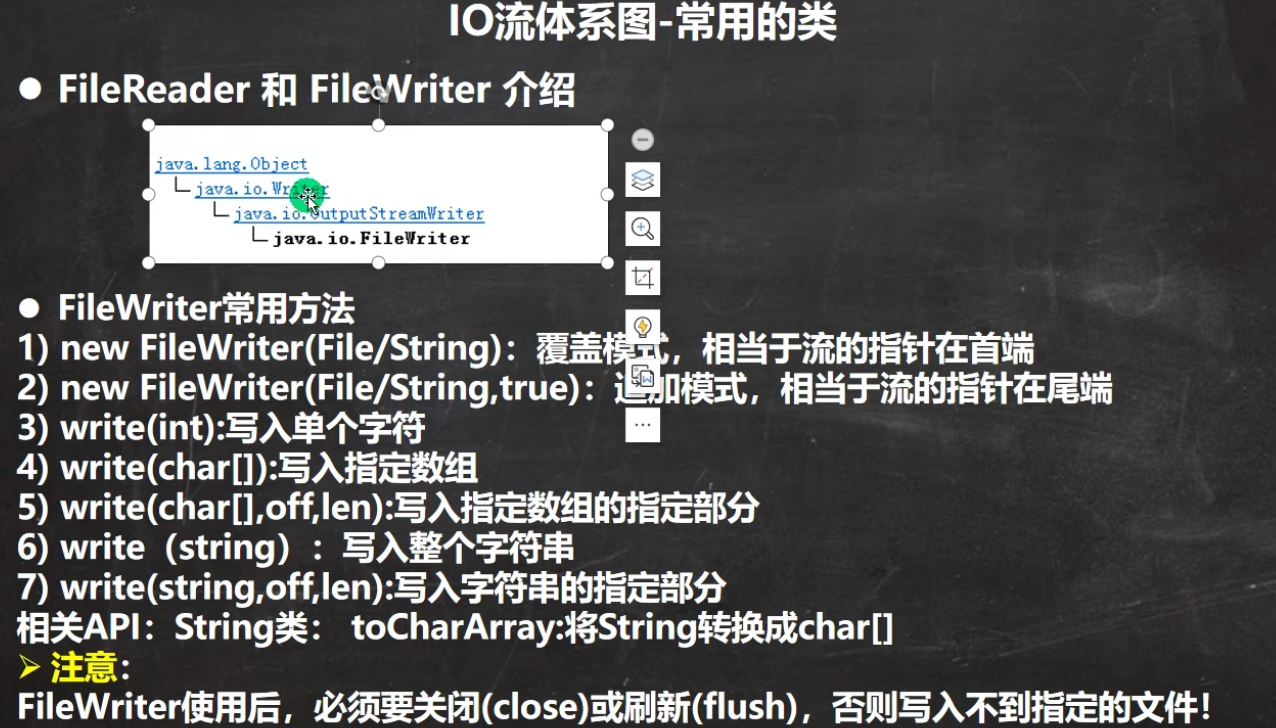 IO流体系图-常用的类
● FileReader 和 FileWriter 介绍
java.lang.Object
java.io.Writer
java.io.OutputStreamWriter
java.io.FileWriter
● FileWriter常用方法
1) new FileWriter(File/String)：覆盖模式，相当于流的指针在首端
2) new FileWriter(File/String,true)：追加模式，相当于流的指针在尾端
3) write(int):写入单个字符
4) write(char[]):写入指定数组
5) write(char[],off,len):写入指定数组的指定部分
6) write（string）：写入整个字符串
7) write(string,off,len):写入字符串的指定部分
相关API：String类： toCharArray:将String转换成char[]
➢ 注意：
FileWriter使用后，必须要关闭(close)或刷新(flush)，否则写入不到指定的文件！